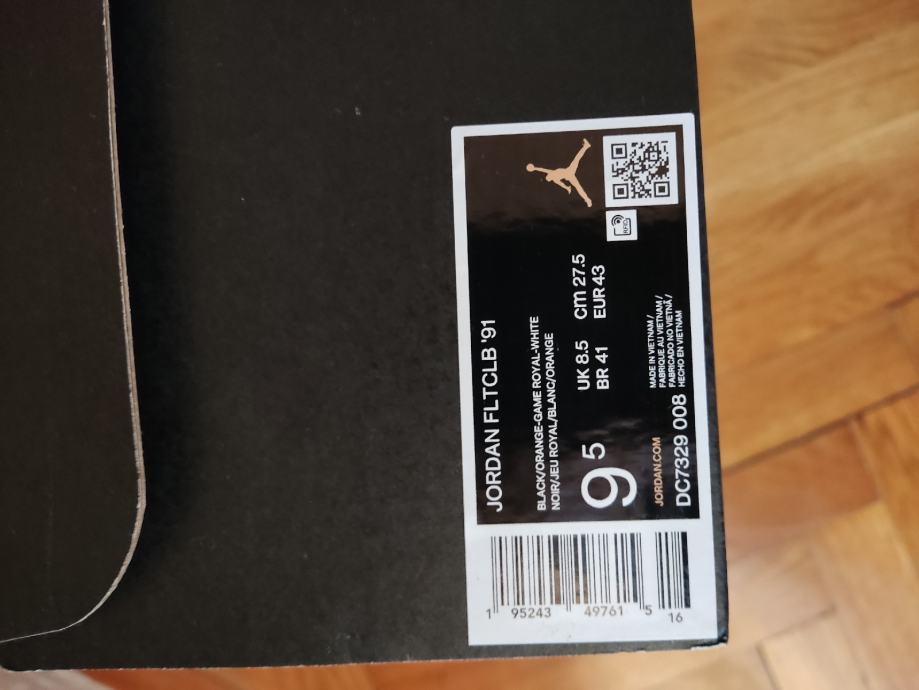 JORDAN FLTCLB '91
BLACK/ORANGE-GAME ROYAL-WHITE
NOIR/JEU ROYAL/BLANC/ORANGE
9 5
UK 8.5 cm 27.5
BR 41 EUR 43
RFID
JORDAN.COM
DC7329 008
MADE IN VIETNAM /
FABRIQUE AU VIETNAM /
FABRICADO NO VIETNÃ /
HECHO EN VIETNAM
1 95243 49761 5
16